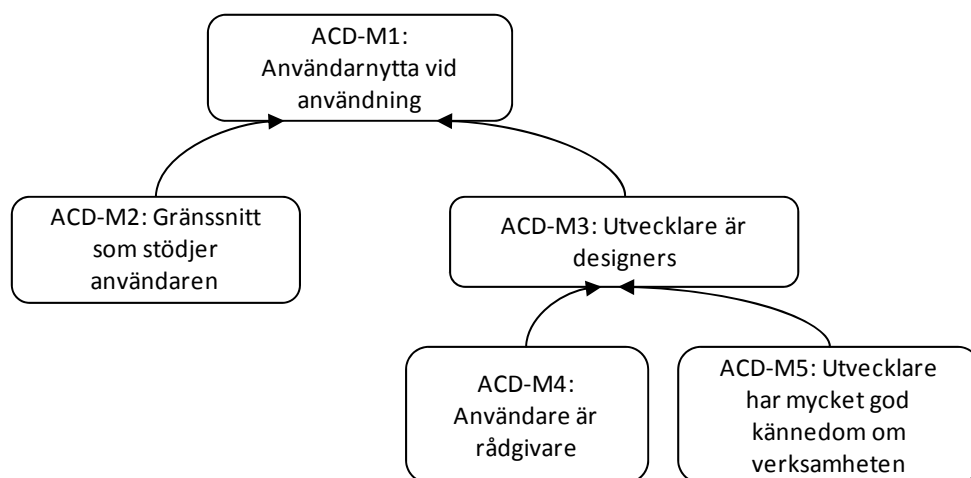 ACD-M1:
Användarnytta vid
användning
ACD-M2: Gränssnitt
som stödjer
användaren
ACD-M3: Utvecklare är
designers
ACD-M4:
Användare är
rådgivare
ACD-M5: Utvecklare
har mycket god
kännedom om
verksamheten